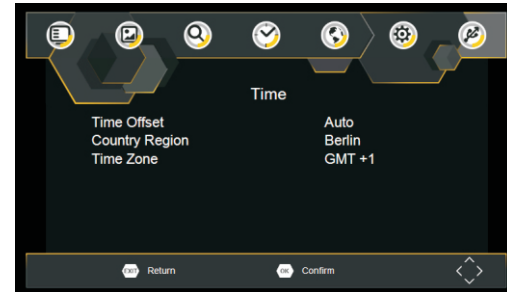 Time
Time Offset Auto
Country Region Berlin
Time Zone GMT +1
EXIT Return OK Confirm